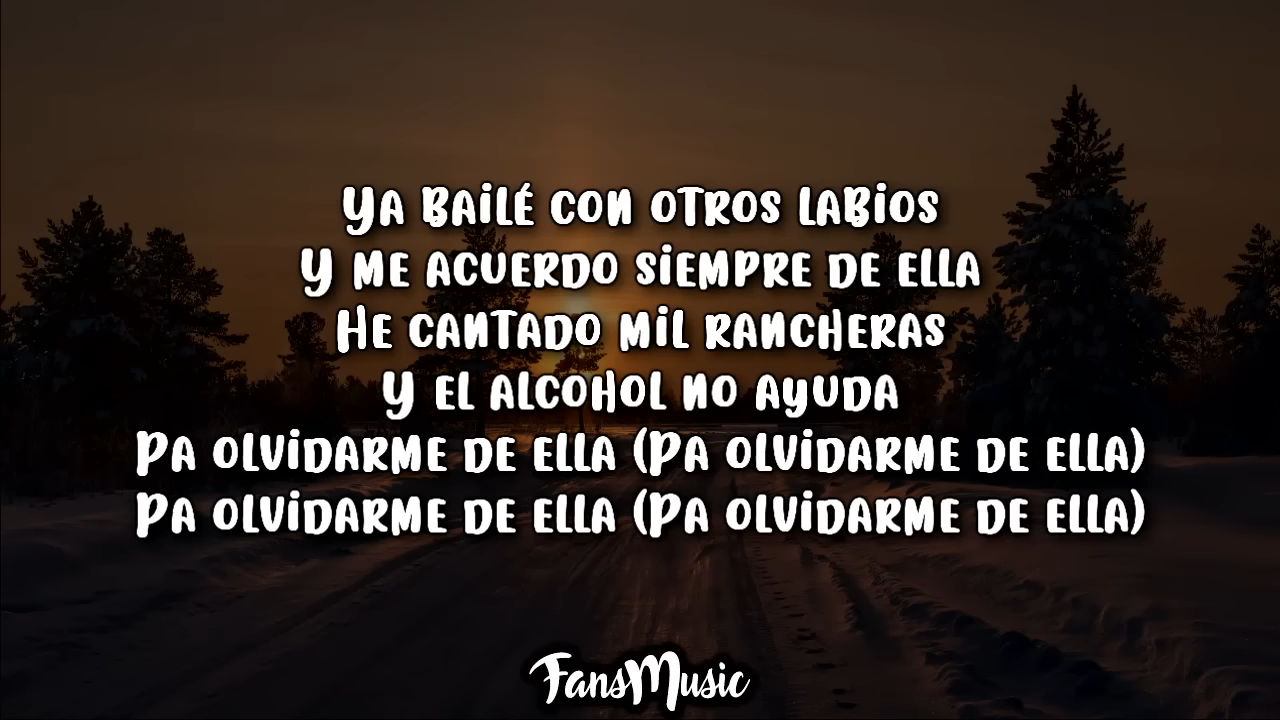 Ya bailé con otros labios
Y me acuerdo siempre de ella
He cantado mil rancheras
Y el alcohol no ayuda
Pa olvidarme de ella (Pa olvidarme de ella)
Pa olvidarme de ella (Pa olvidarme de ella)
FansMusic